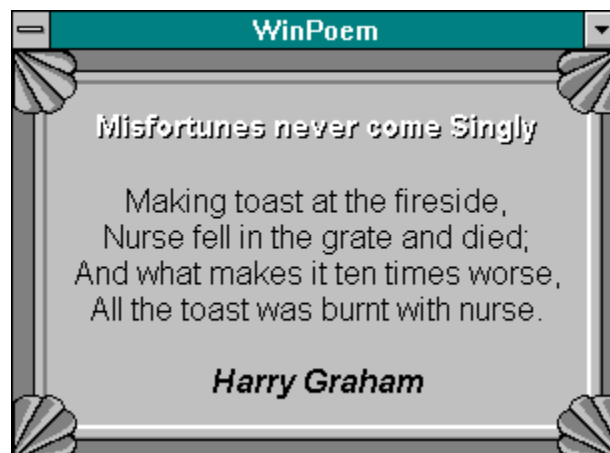 WinPoem
Misfortunes never come Singly
Making toast at the fireside,
Nurse fell in the grate and died;
And what makes it ten times worse,
All the toast was burnt with nurse.
Harry Graham